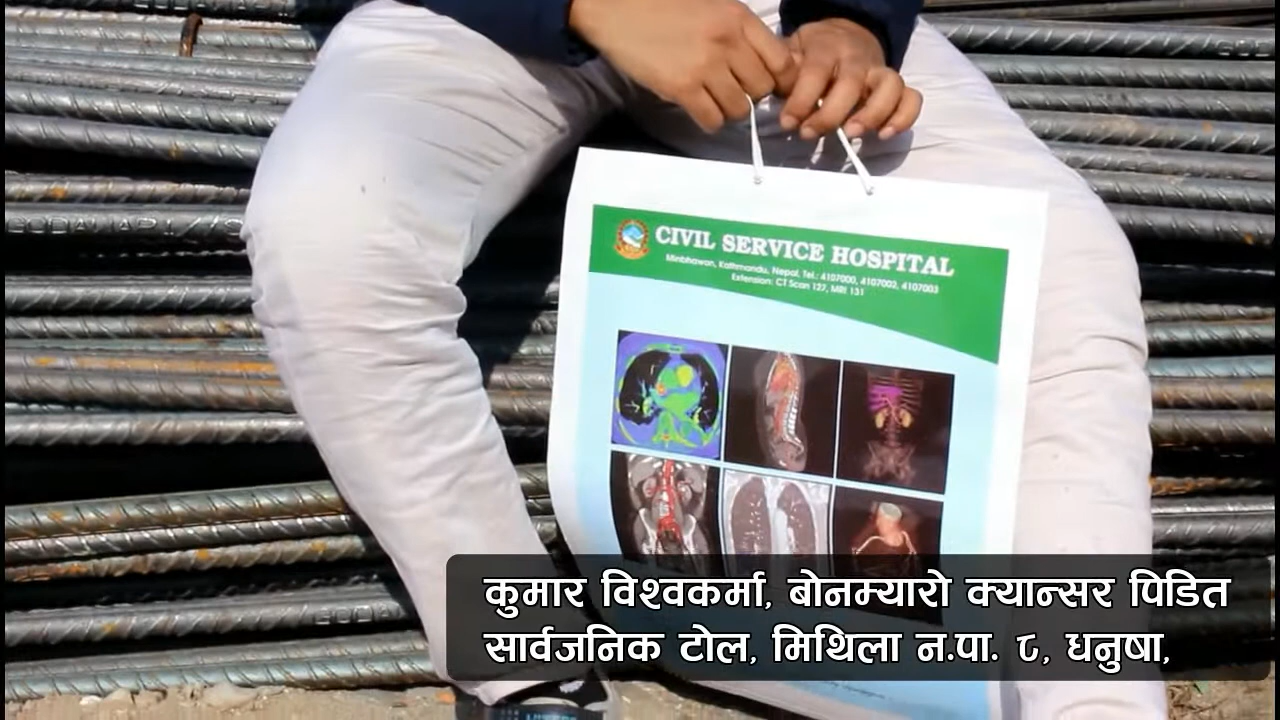 CIVIL SERVICE HOSPITAL
Minbhawan, Kathmandu, Nepal, Tel.: 4107000, 4107002, 4107003
Extension: CT Scan 127, MRI 131
कुमार विश्वकर्मा, बोनम्यारो क्यान्सर पिडित
सार्वजनिक टोल, मिथिला न.पा. ८, धनुषा,